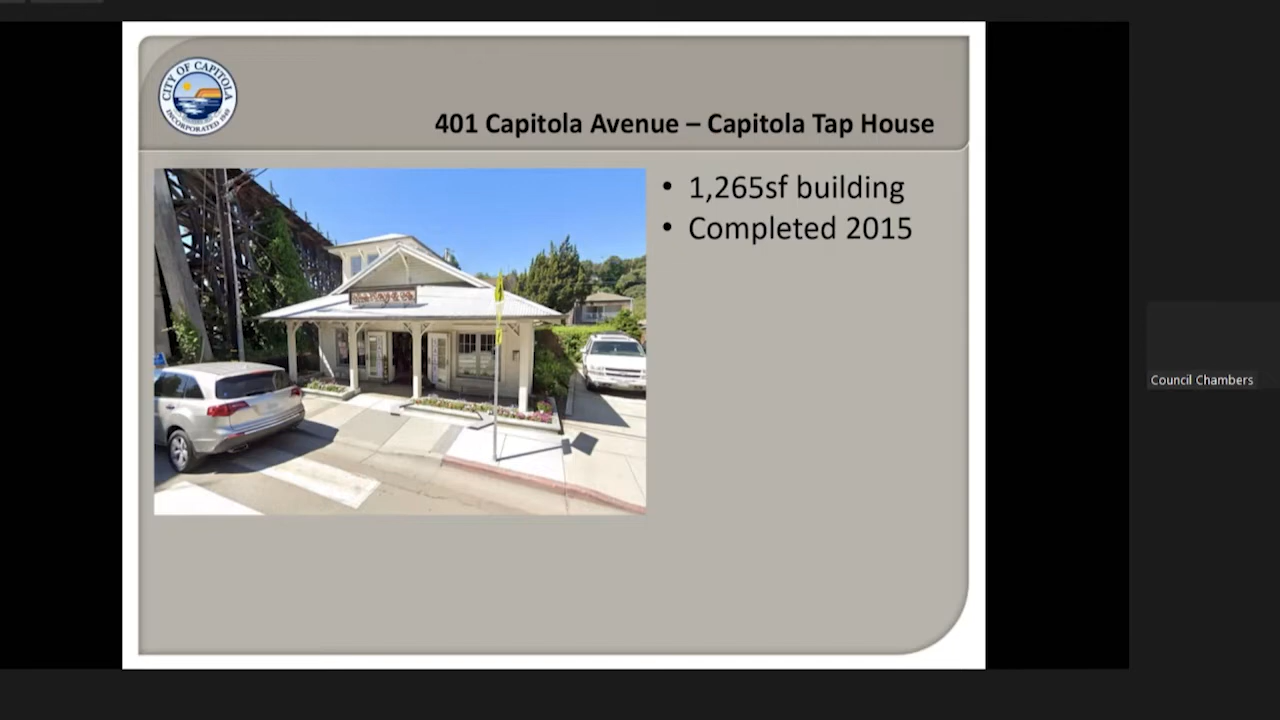 CITY OF CAPITOLA
INCORPORATED 1949
401 Capitola Avenue – Capitola Tap House
• 1,265sf building
• Completed 2015
Council Chambers